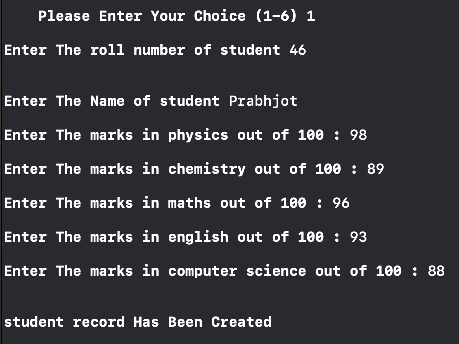 Please Enter Your Choice (1-6) 1
Enter The roll number of student 46
Enter The Name of student Prabhjot
Enter The marks in physics out of 100 : 98
Enter The marks in chemistry out of 100 : 89
Enter The marks in maths out of 100 : 96
Enter The marks in english out of 100 : 93
Enter The marks in computer science out of 100 : 88
student record Has Been Created